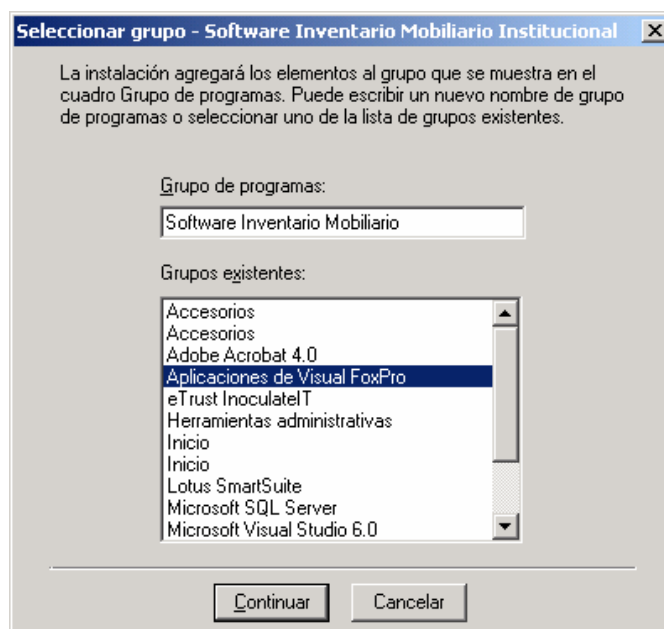 Seleccionar grupo - Software Inventario Mobiliario Institucional
La instalación agregará los elementos al grupo que se muestra en el
cuadro Grupo de programas. Puede escribir un nuevo nombre de grupo
de programas o seleccionar uno de la lista de grupos existentes.
Grupo de programas:
Software Inventario Mobiliario
Grupos existentes:
Accesorios
Accesorios
Adobe Acrobat 4.0
Aplicaciones de Visual FoxPro
eTrust InoculateIT
Herramientas administrativas
Inicio
Inicio
Lotus SmartSuite
Microsoft SQL Server
Microsoft Visual Studio 6.0
Continuar Cancelar